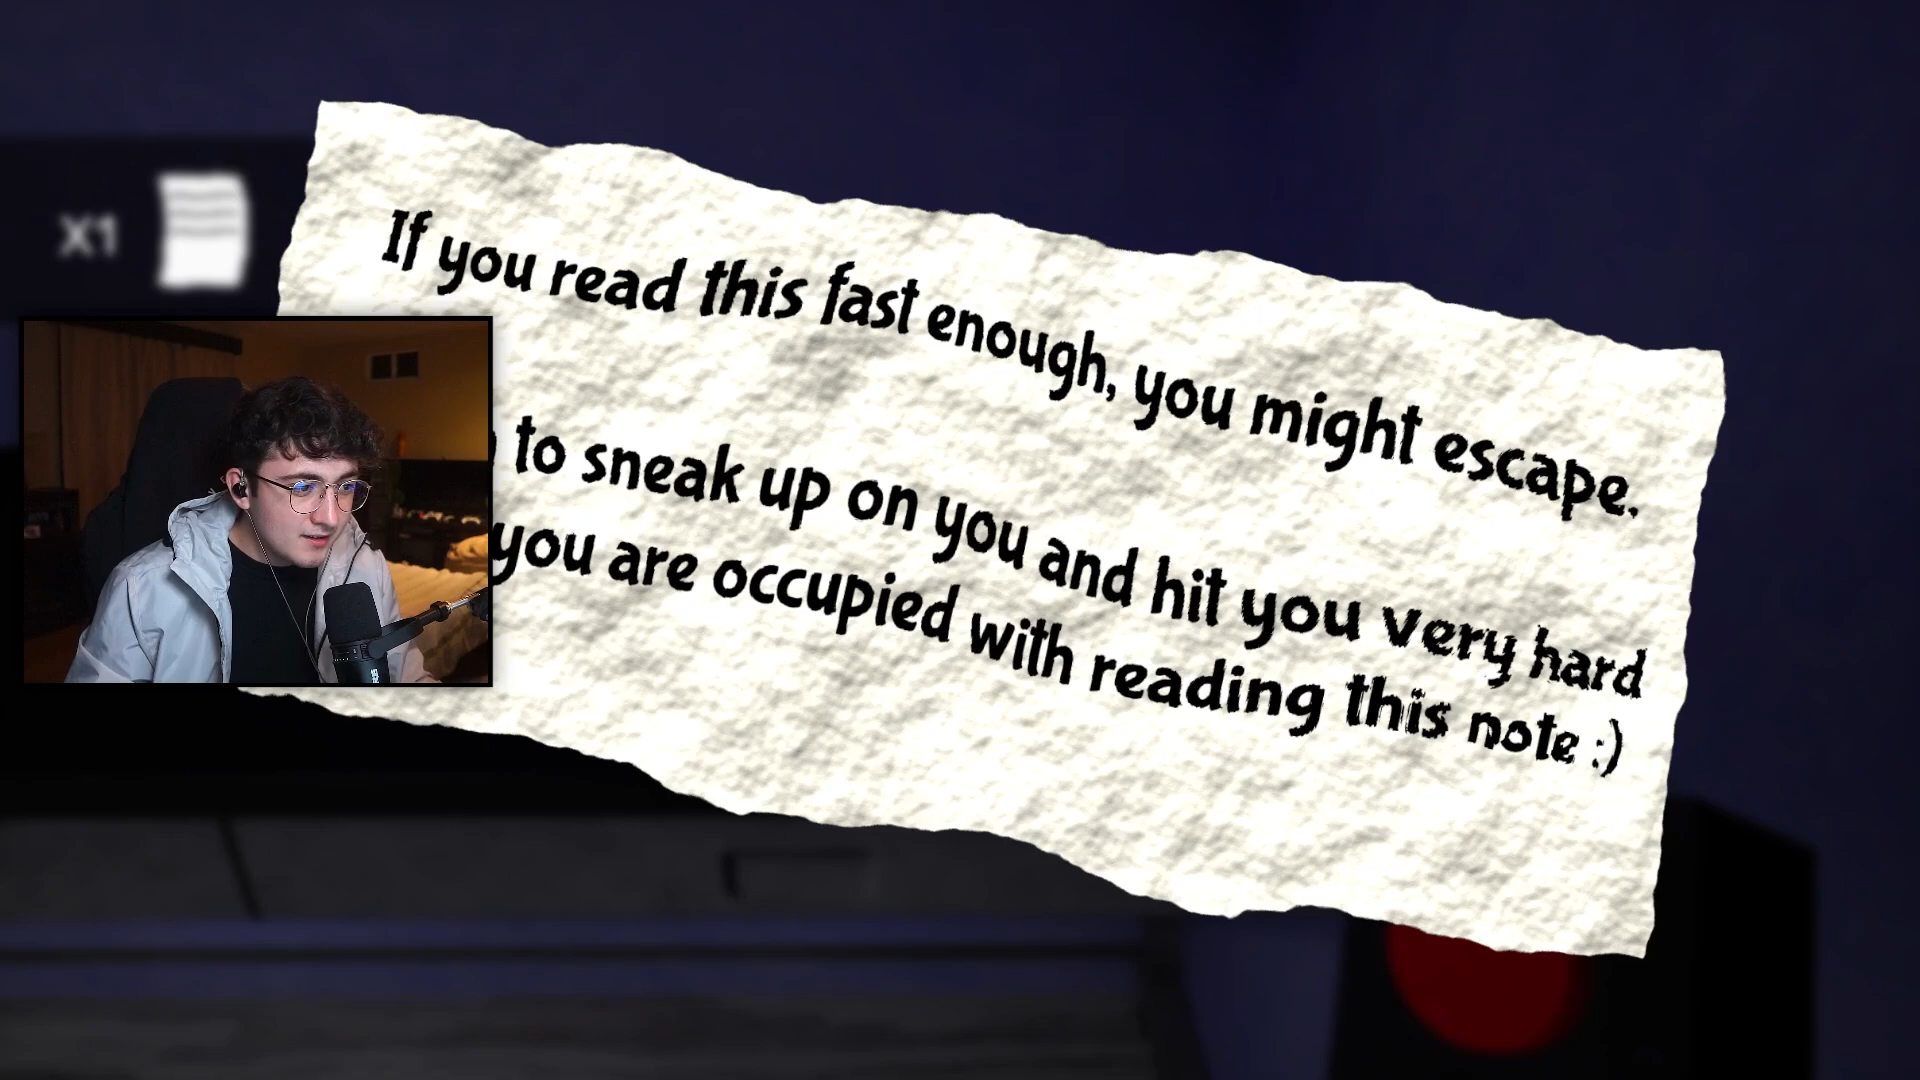 X1
If you read this fast enough, you might escape.
to sneak up on you and hit you very hard
you are occupied with reading this note :)